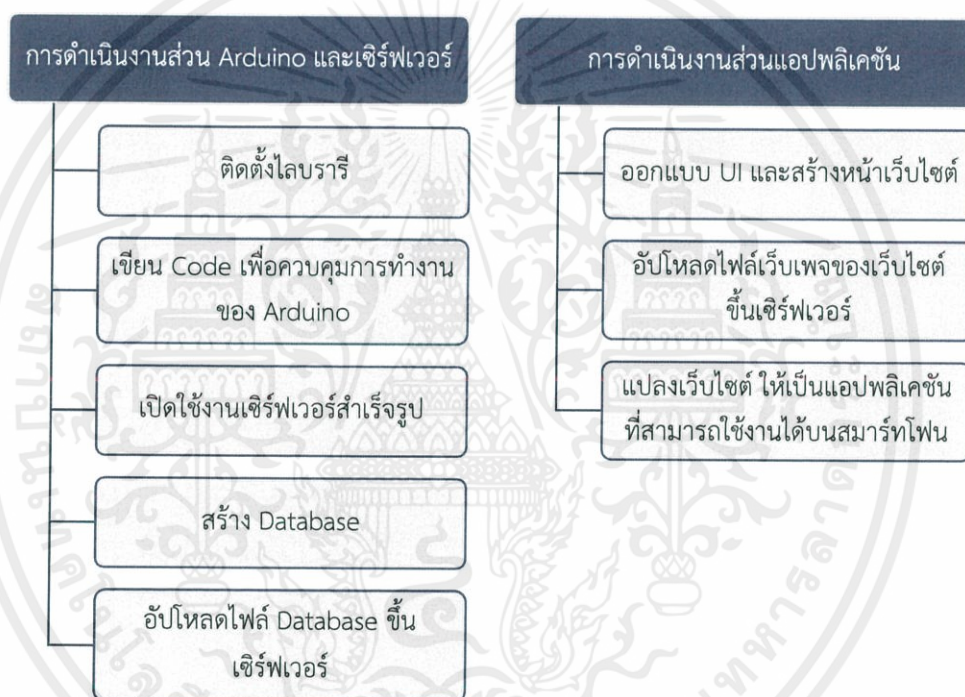 การดำเนินงานส่วน Arduino และเซิร์ฟเวอร์
ติดตั้งไลบรารี
เขียน Code เพื่อควบคุมการทำงาน
ของ Arduino
เปิดใช้งานเซิร์ฟเวอร์สำเร็จรูป
สร้าง Database
อัปโหลดไฟล์ Database ขึ้น
เซิร์ฟเวอร์
การดำเนินงานส่วนแอปพลิเคชัน
ออกแบบ UI และสร้างหน้าเว็บไซต์
อัปโหลดไฟล์เว็บเพจของเว็บไซต์
ขึ้นเซิร์ฟเวอร์
แปลงเว็บไซต์ ให้เป็นแอปพลิเคชัน
ที่สามารถใช้งานได้บนสมาร์ทโฟน